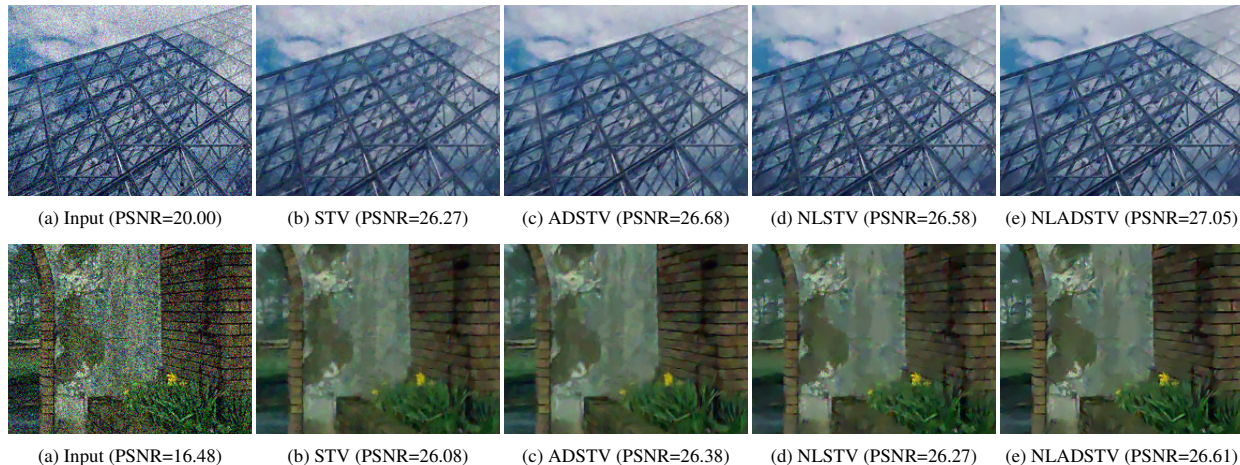 (a) Input (PSNR=20.00) (b) STV (PSNR=26.27) (c) ADSTV (PSNR=26.68) (d) NLSTV (PSNR=26.58) (e) NLADSTV (PSNR=27.05)
(a) Input (PSNR=16.48) (b) STV (PSNR=26.08) (c) ADSTV (PSNR=26.38) (d) NLSTV (PSNR=26.27) (e) NLADSTV (PSNR=26.61)